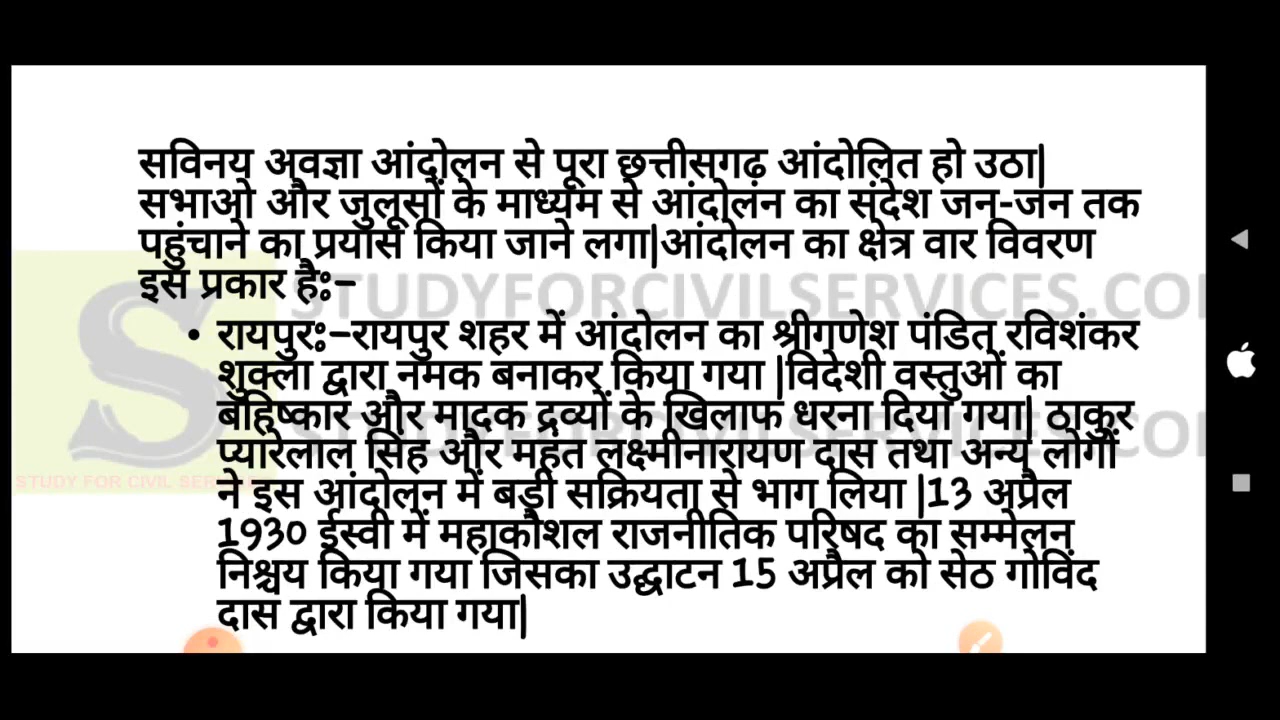 सविनय अवज्ञा आंदोलन से पूरा छत्तीसगढ़ आंदोलित हो उठा|
सभाओ और जुलूसों के माध्यम से आंदोलन का संदेश जन-जन तक
पहुंचाने का प्रयास किया जाने लगा|आंदोलन का क्षेत्र वार विवरण
इस प्रकार है:–
STUDYFORCIVILSERVICES.CO
• रायपुर:–रायपुर शहर में आंदोलन का श्रीगणेश पंडित रविशंकर
शुक्ला द्वारा नमक बनाकर किया गया |विदेशी वस्तुओं का
बहिष्कार और मादक द्रव्यों के खिलाफ धरना दिया गया| ठाकुर
STUDYFORCIVILSERVICES.CO
प्यारेलाल सिंह और महंत लक्ष्मीनारायण दास तथा अन्य लोगों
S
STUDY FOR CIVIL SERVICE
ने इस आंदोलन में बड़ी सक्रियता से भाग लिया |13 अप्रैल
1930 ईस्वी में महाकौशल राजनीतिक परिषद का सम्मेलन
निश्चय किया गया जिसका उद्घाटन 15 अप्रैल को सेठ गोविंद
दास द्वारा किया गया|